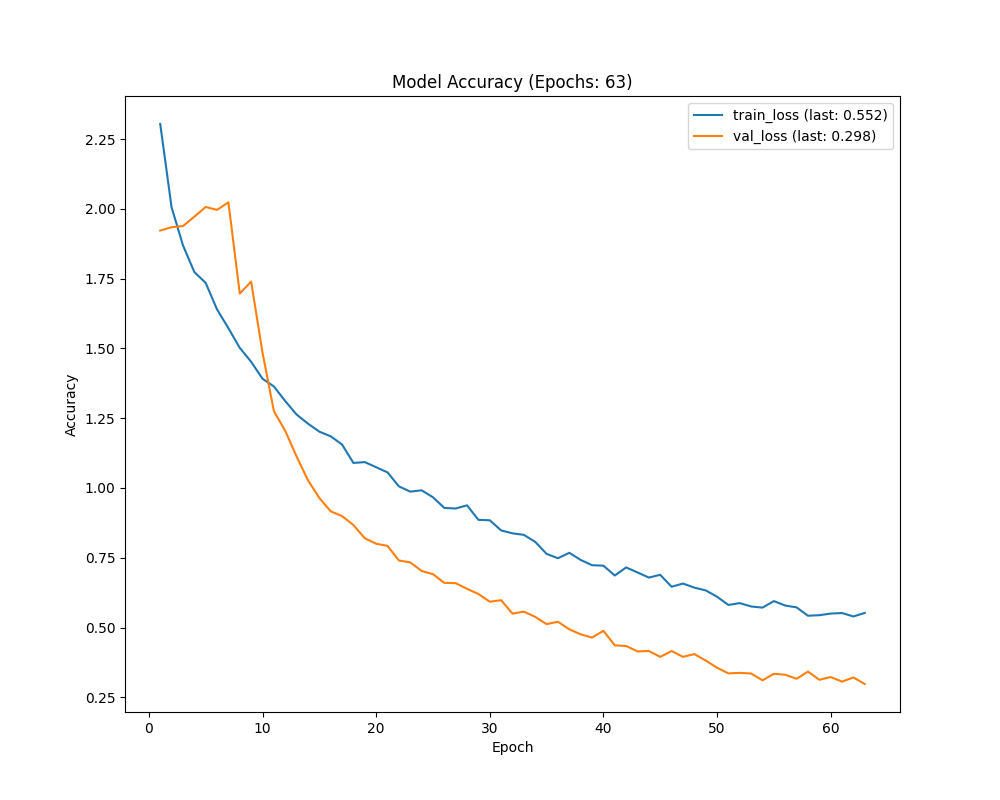 Model Accuracy (Epochs: 63)
train_loss (last: 0.552)
val_loss (last: 0.298)
2.25
2.00
1.75
1.50
1.25
1.00
0.75
0.50
0.25
Accuracy
0 10 20 30 40 50 60
Epoch